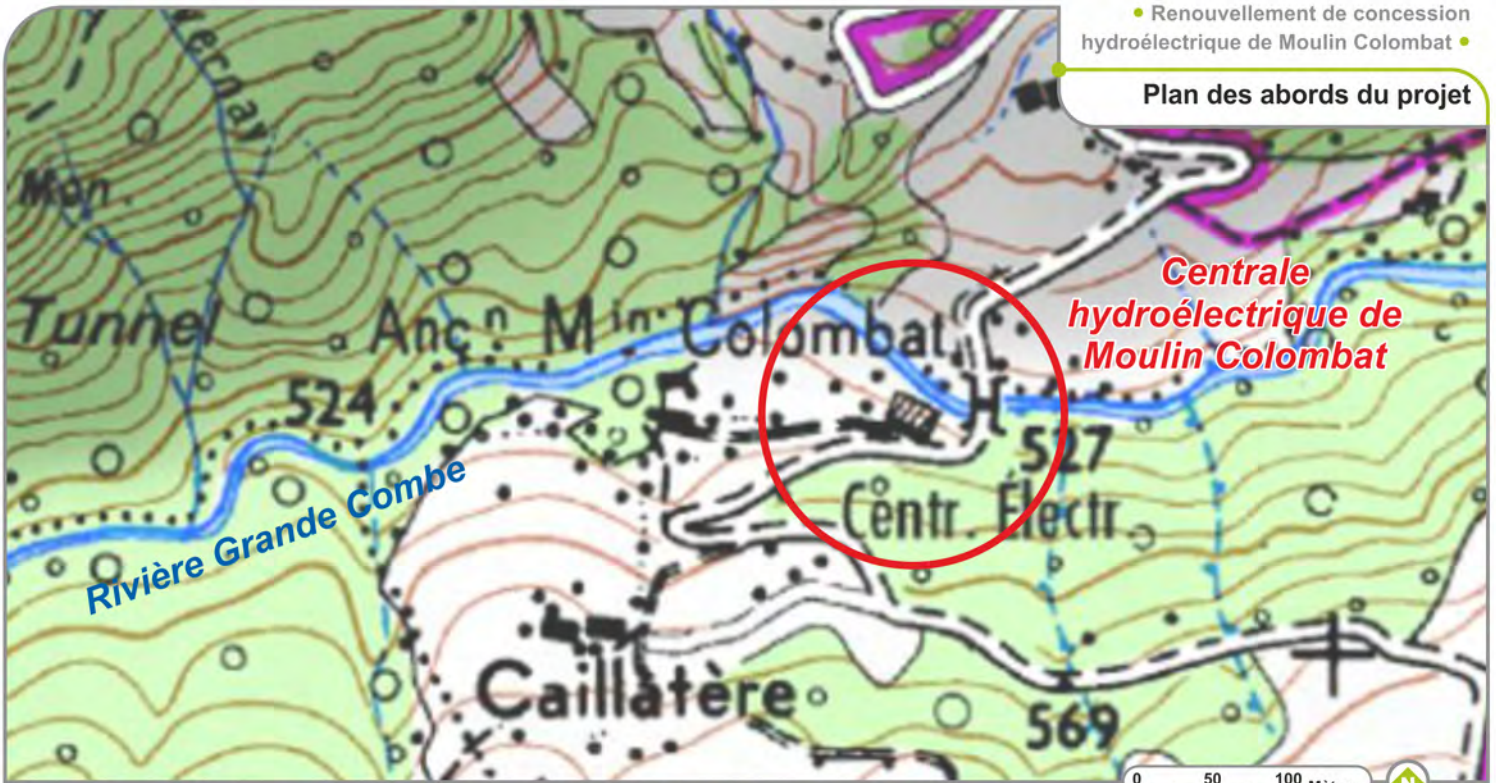 • Renouvellement de concession
hydroélectrique de Moulin Colombat •
Plan des abords du projet
Centrale
hydroélectrique de
Moulin Colombat
Tunnel
Ancⁿ Mⁱⁿ Colombat
524
527
Rivière Grande Combe
Centr. Électr.
Caillatère
569
0 50 100